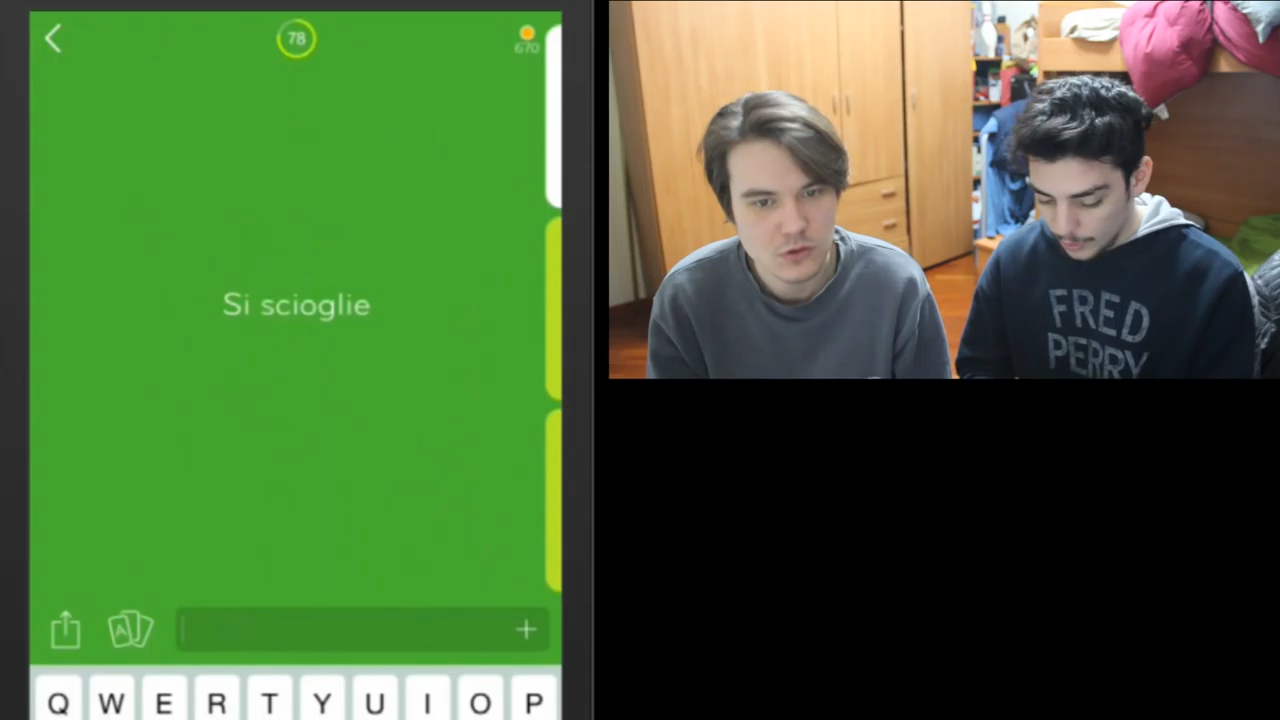 78
670
Si scioglie
A
+
Q W E R T Y U I O P
FRED
PERRY